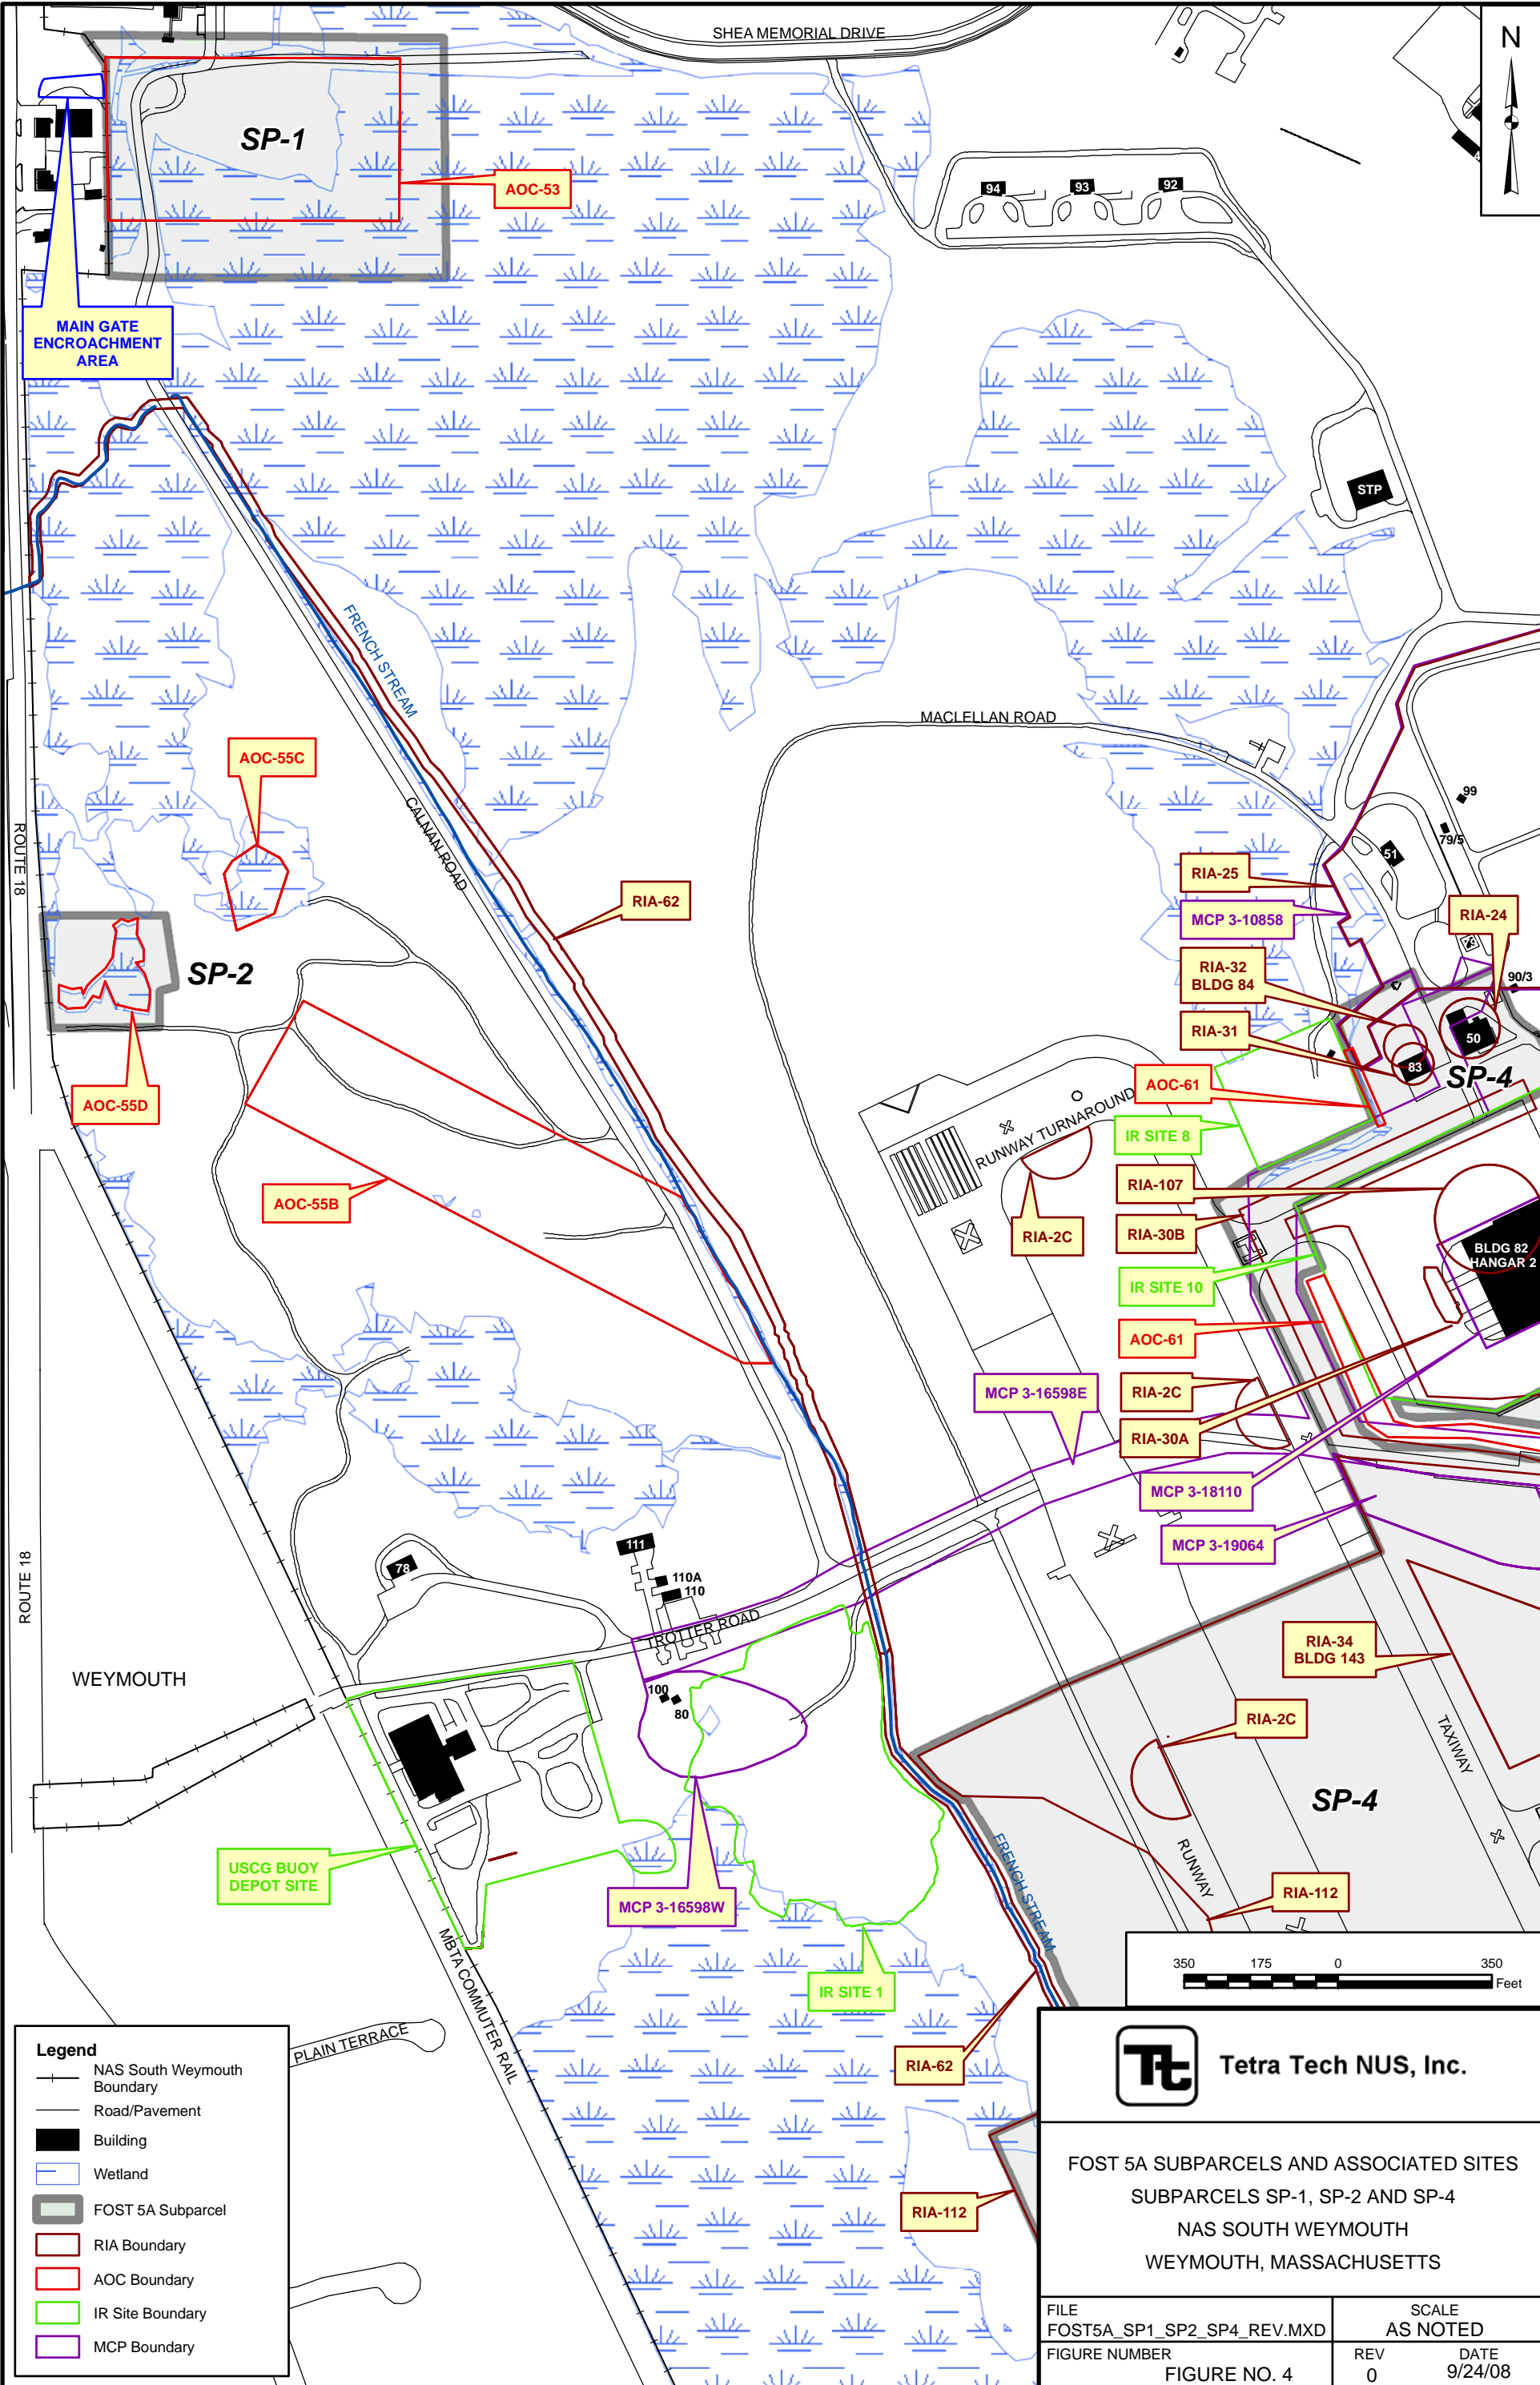 SHEA MEMORIAL DRIVE
N
SP-1
AOC-53
94
93
92
MAIN GATE
ENCROACHMENT
AREA
STP
FRENCH STREAM
MACLELLAN ROAD
AOC-55C
CALNAN ROAD
ROUTE 18
99
79/5
51
RIA-25
RIA-62
MCP 3-10858
RIA-24
29
SP-2
RIA-32
BLDG 84
90/3
RIA-31
50
83
SP-4
AOC-55D
AOC-61
RUNWAY TURNAROUND
IR SITE 8
AOC-55B
RIA-107
RIA-2C
RIA-30B
BLDG 82
HANGAR 2
IR SITE 10
AOC-61
MCP 3-16598E
RIA-2C
RIA-30A
MCP 3-18110
MCP 3-19064
111
78
110A
110
ROUTE 18
TROTTER ROAD
WEYMOUTH
RIA-34
BLDG 143
100
80
RIA-2C
TAXIWAY
SP-4
USCG BUOY
DEPOT SITE
FRENCH STREAM
RUNWAY
RIA-112
MCP 3-16598W
MBTA COMMUTER RAIL
350 175 0 350
Feet
IR SITE 1
RIA-62
PLAIN TERRACE
RIA-112
Legend
NAS South Weymouth
Boundary
Road/Pavement
Building
Wetland
FOST 5A Subparcel
RIA Boundary
AOC Boundary
IR Site Boundary
MCP Boundary
Tt
Tetra Tech NUS, Inc.
FOST 5A SUBPARCELS AND ASSOCIATED SITES
SUBPARCELS SP-1, SP-2 AND SP-4
NAS SOUTH WEYMOUTH
WEYMOUTH, MASSACHUSETTS
FILE
FOST5A_SP1_SP2_SP4_REV.MXD
SCALE
AS NOTED
FIGURE NUMBER
FIGURE NO. 4
REV
0
DATE
9/24/08